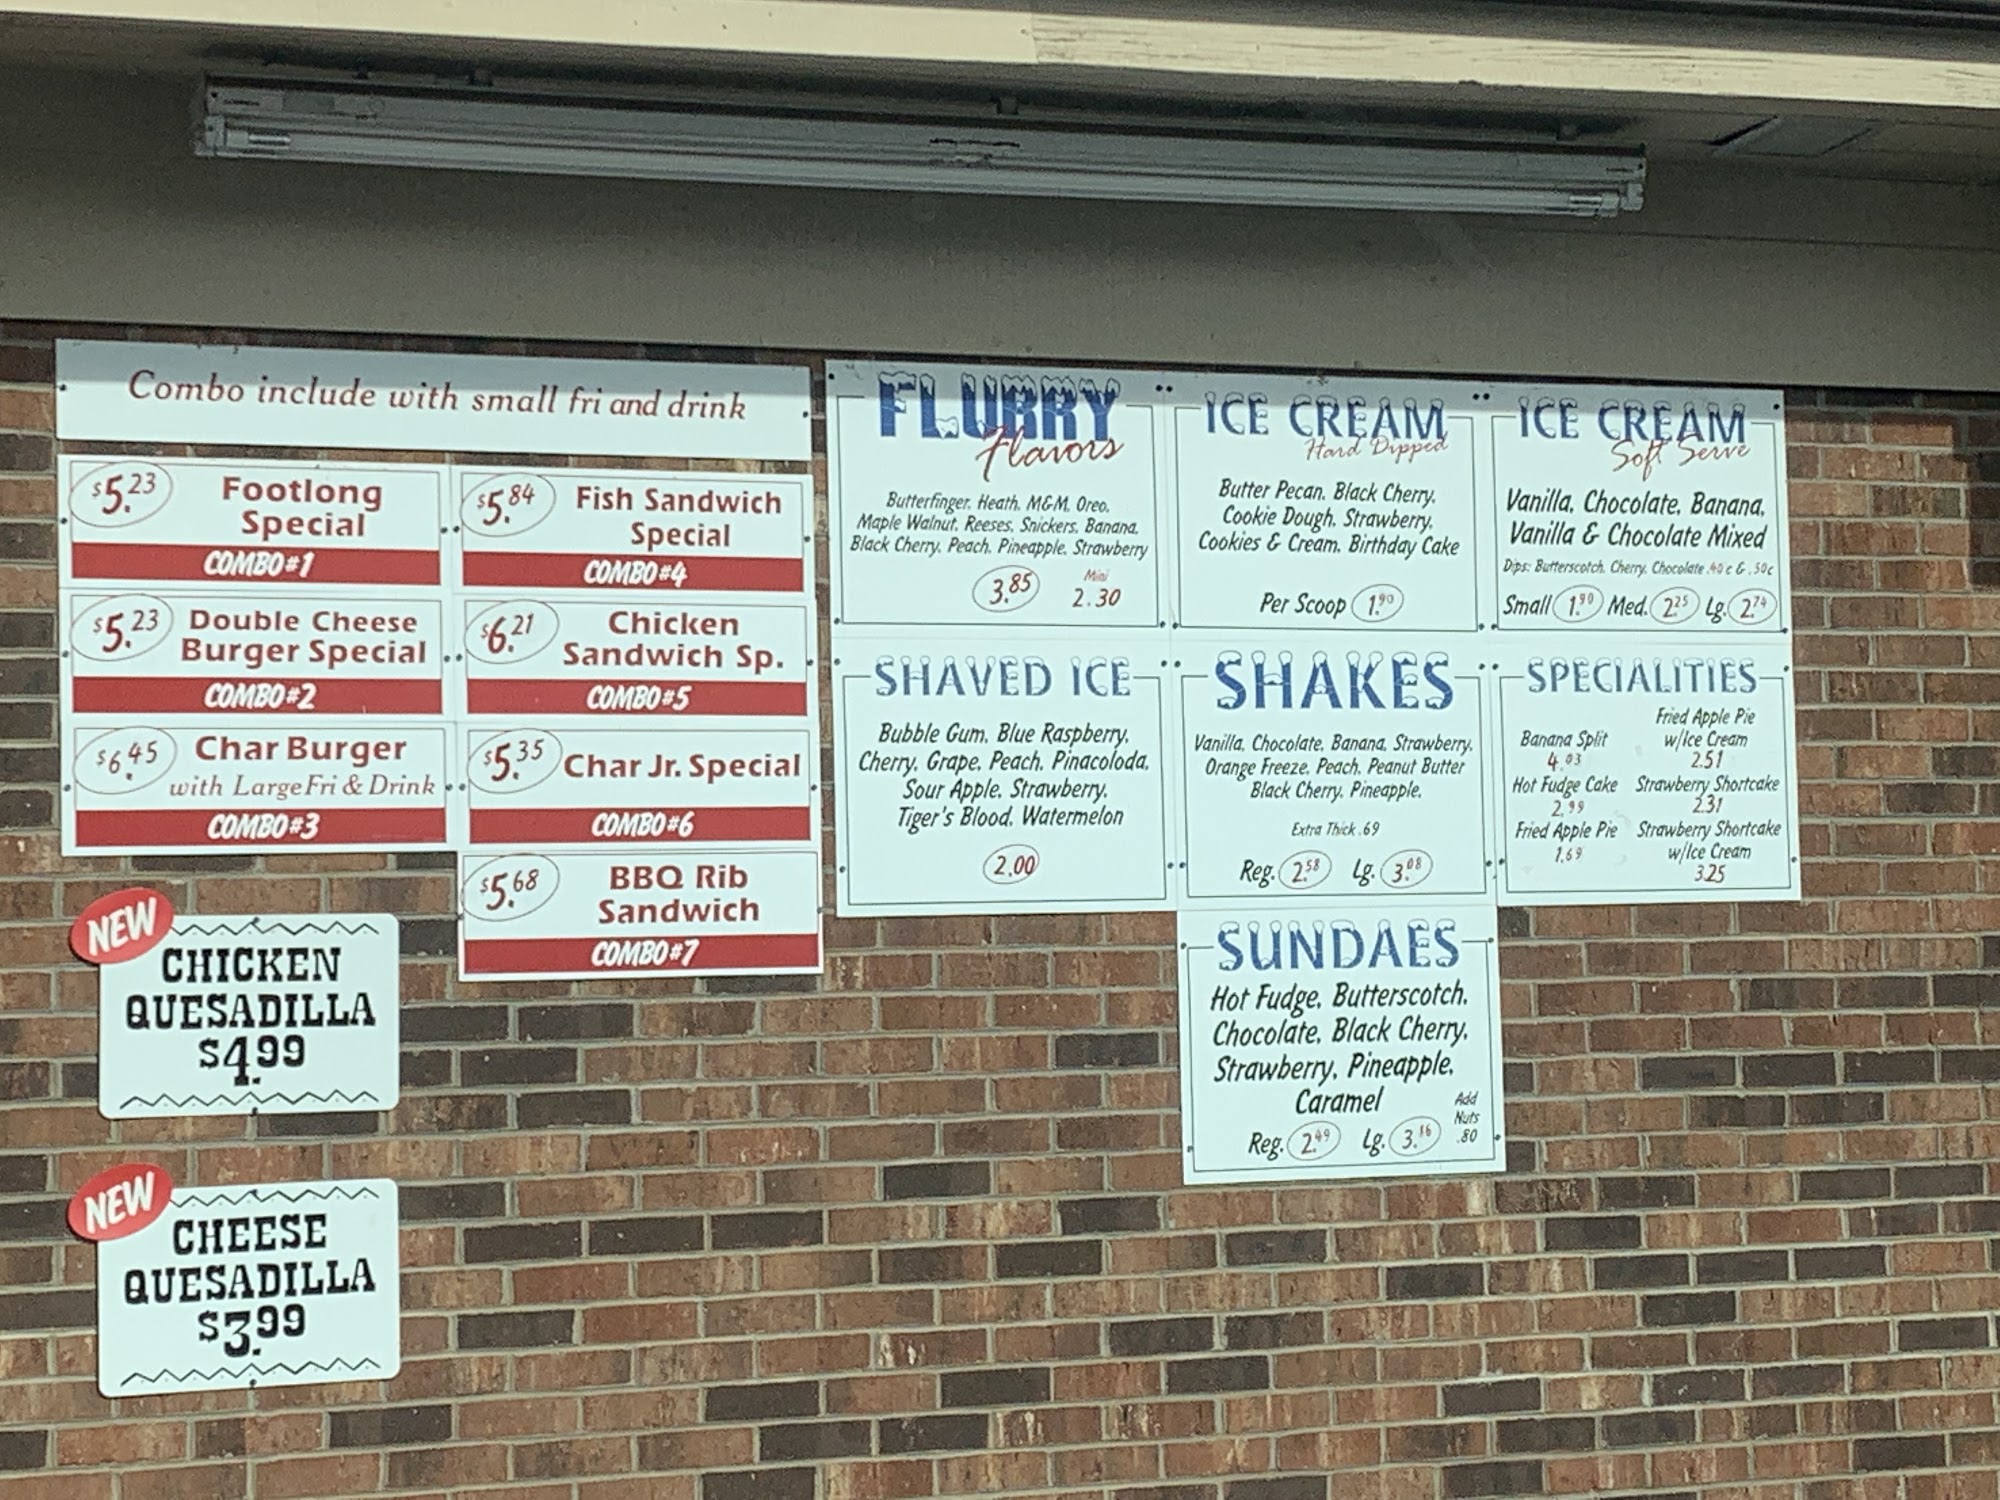 Combo include with small fri and drink
$5.23 Footlong
Special
COMBO#1
$5.84 Fish Sandwich
Special
COMBO#4
$5.23 Double Cheese
Burger Special
COMBO#2
$6.21 Chicken
Sandwich Sp.
COMBO#5
$6.45 Char Burger
with Large Fri & Drink
COMBO#3
$5.35 Char Jr. Special
COMBO#6
$5.68 BBQ Rib
Sandwich
COMBO#7
NEW
CHICKEN
QUESADILLA
$4.99
NEW
CHEESE
QUESADILLA
$3.99
FLURRY
Flavors
Butterfinger, Heath, M&M, Oreo,
Maple Walnut, Reeses, Snickers, Banana,
Black Cherry, Peach, Pineapple, Strawberry
3.85 Mini 2.30
ICE CREAM
Hard Dipped
Butter Pecan, Black Cherry,
Cookie Dough, Strawberry,
Cookies & Cream, Birthday Cake
Per Scoop 1.90
ICE CREAM
Soft Serve
Vanilla, Chocolate, Banana,
Vanilla & Chocolate Mixed
Dips: Butterscotch, Cherry, Chocolate .40 c & .50c
Small 1.90 Med. 2.25 Lg. 2.74
SHAVED ICE
Bubble Gum, Blue Raspberry,
Cherry, Grape, Peach, Pinacoloda,
Sour Apple, Strawberry,
Tiger's Blood, Watermelon
2.00
SHAKES
Vanilla, Chocolate, Banana, Strawberry,
Orange Freeze, Peach, Peanut Butter
Black Cherry, Pineapple,
Extra Thick .69
Reg. 2.58 Lg. 3.08
SPECIALITIES
Banana Split
4.03
Hot Fudge Cake
2.99
Fried Apple Pie
1.69
Fried Apple Pie
w/Ice Cream
2.51
Strawberry Shortcake
2.31
Strawberry Shortcake
w/Ice Cream
3.25
SUNDAES
Hot Fudge, Butterscotch,
Chocolate, Black Cherry,
Strawberry, Pineapple,
Caramel
Reg. 2.49 Lg. 3.16
Add
Nuts
.80